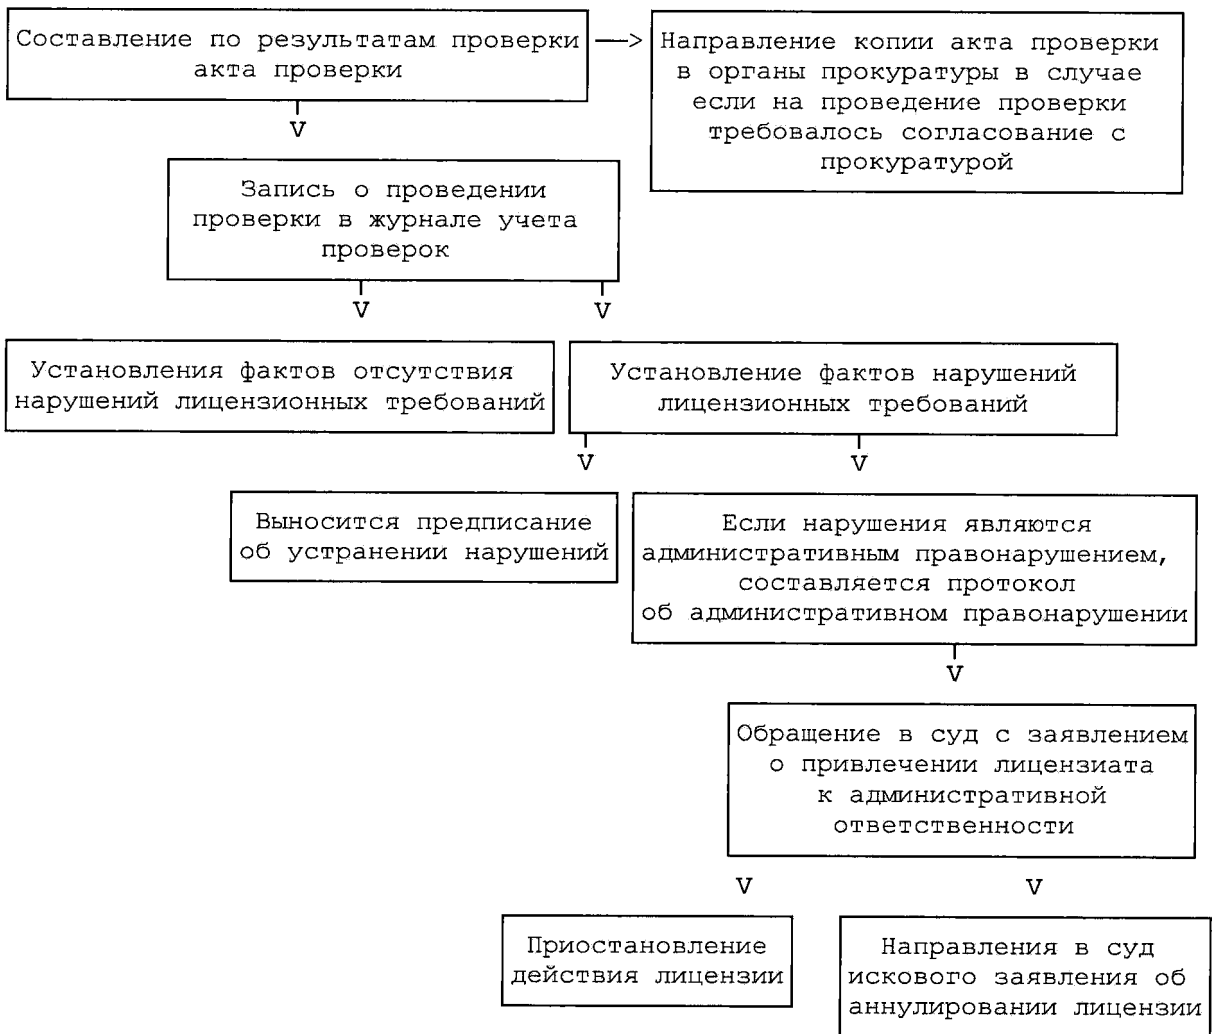 Составление по результатам проверки
акта проверки
——>
Направление копии акта проверки
в органы прокуратуры в случае
если на проведение проверки
требовалось согласование с
прокуратурой
V
Запись о проведении
проверки в журнале учета
проверок
V V
Установления фактов отсутствия
нарушений лицензионных требований
Установление фактов нарушений
лицензионных требований
V V
Выносится предписание
об устранении нарушений
Если нарушения являются
административным правонарушением,
составляется протокол
об административном правонарушении
V
Обращение в суд с заявлением
о привлечении лицензиата
к административной
ответственности
V V
Приостановление
действия лицензии
Направления в суд
искового заявления об
аннулировании лицензии